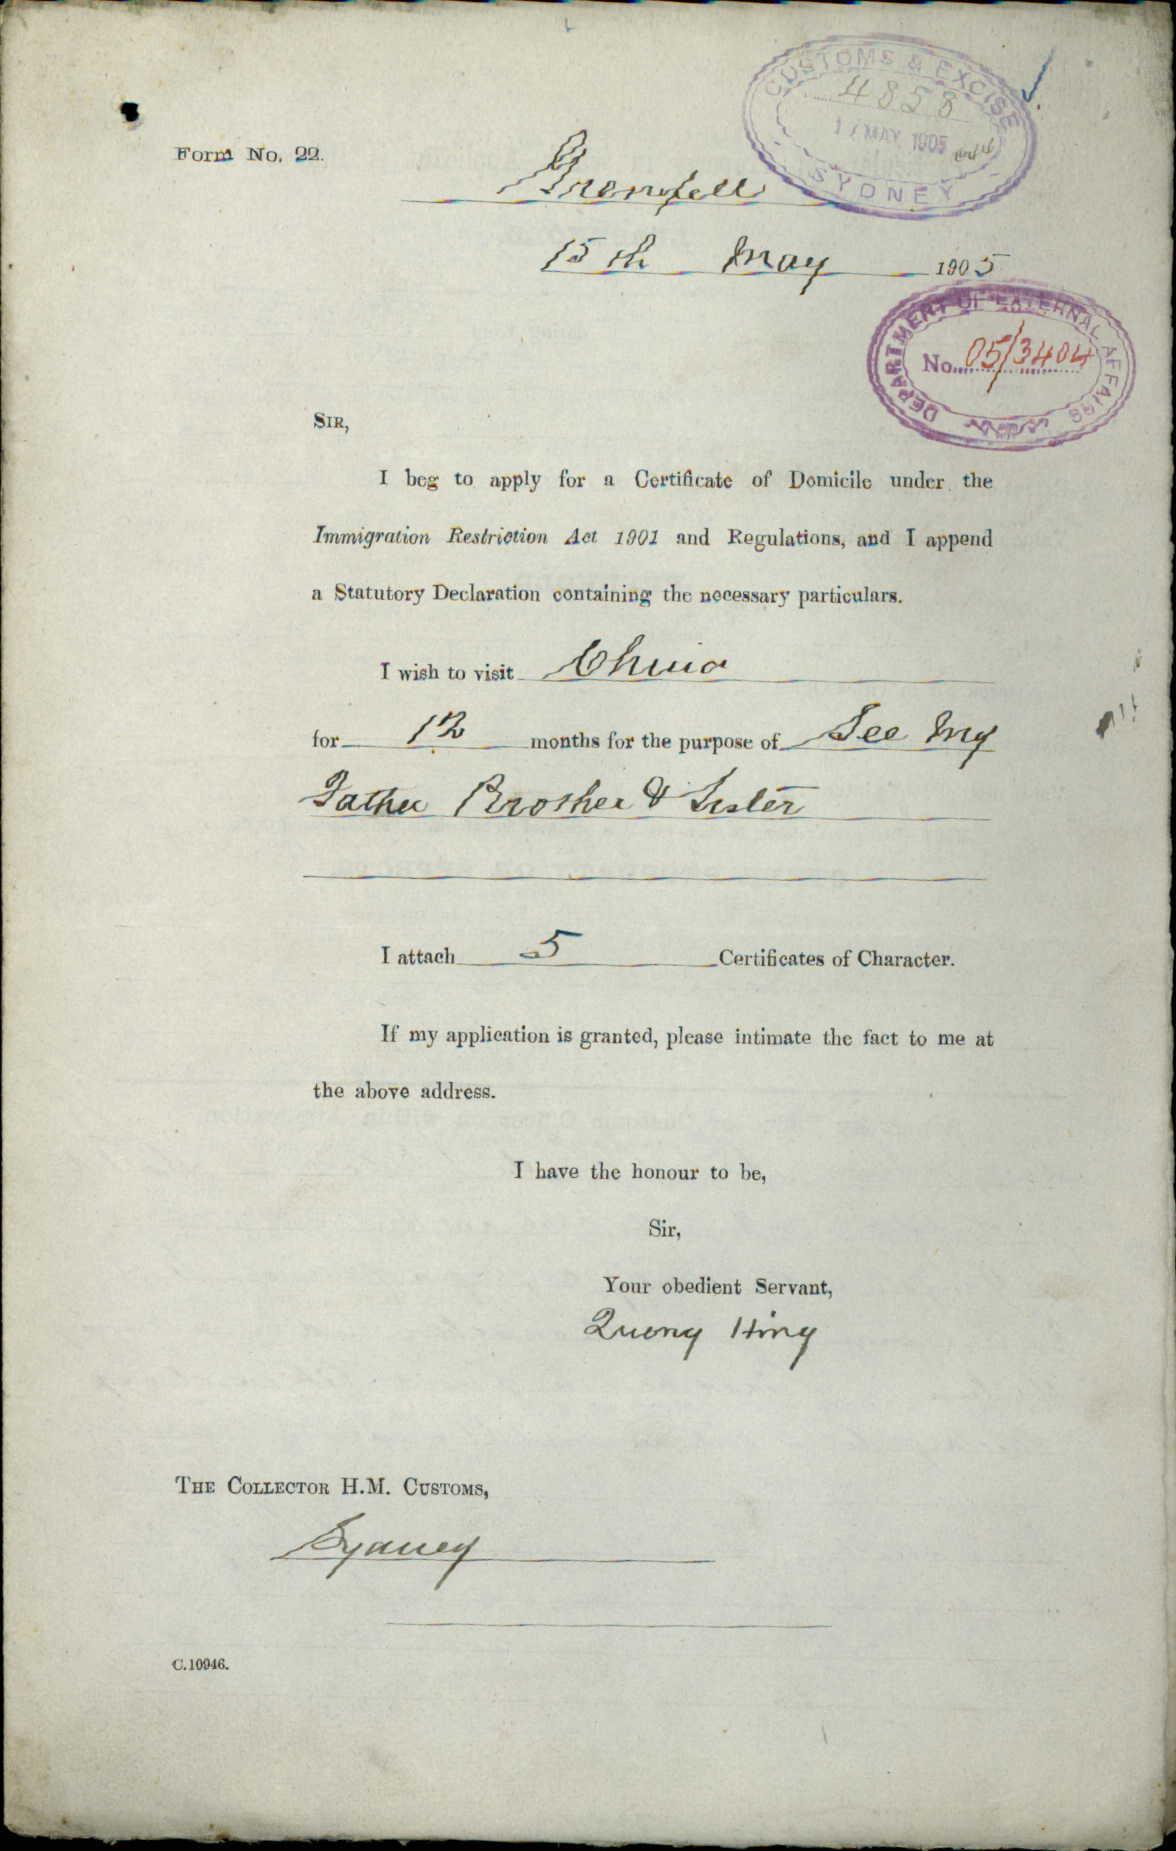 CUSTOMS & EXCISE
4858
MAY 1905
SYDNEY
Form No. 22.
Grenfell
15th May 1905
DEPARTMENT OF EXTERNAL AFFAIRS
No. 05/3404
SIR,
I beg to apply for a Certificate of Domicile under the
Immigration Restriction Act 1901 and Regulations, and I append
a Statutory Declaration containing the necessary particulars.
I wish to visit China
for 12 months for the purpose of See My
Father Brother & Sister
I attach 5 Certificates of Character.
If my application is granted, please intimate the fact to me at
the above address.
I have the honour to be,
Sir,
Your obedient Servant,
Quong Hing
THE COLLECTOR H.M. CUSTOMS,
Sydney
C.10946.